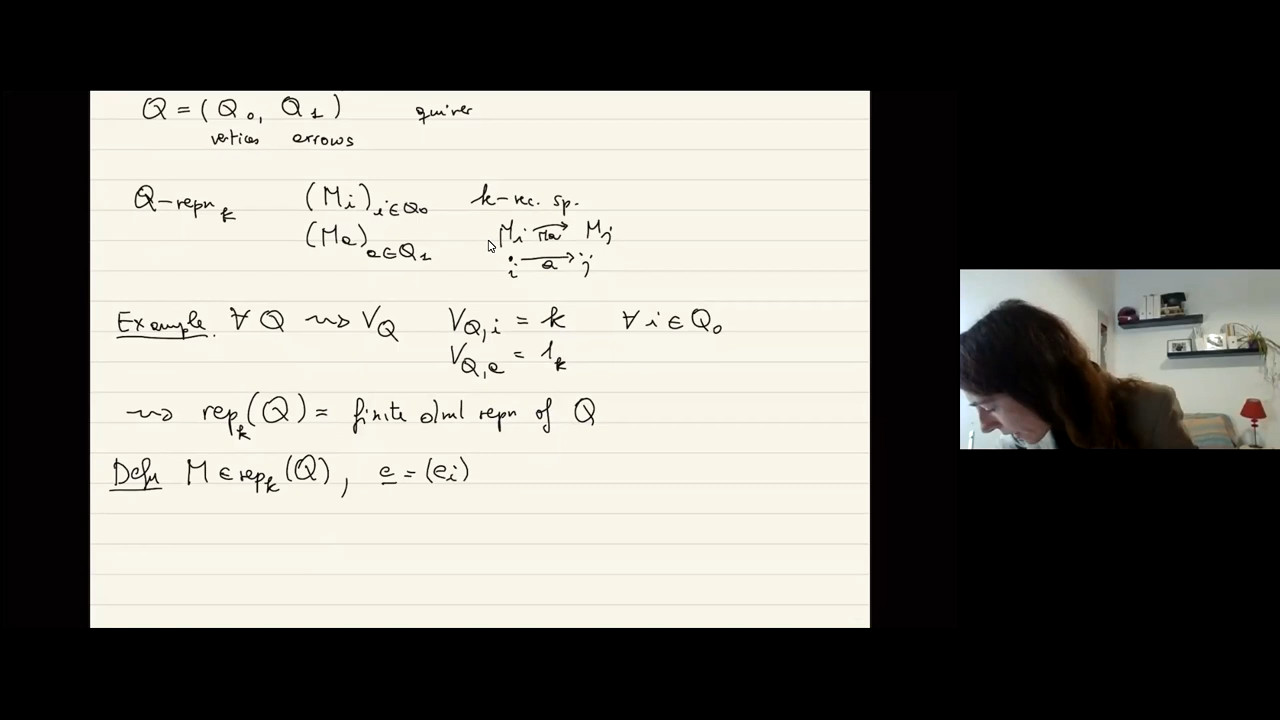 Q = (Q₀, Q₁) quiver
vertices arrows
Q-repn_k (M_i)_{i∈Q₀} k-vec. sp.
(M_a)_{a∈Q₁} M_i →^{M_a} M_j
i →^{a} j
Example. ∀ Q ⇝ V_Q V_{Q,i} = k ∀ i ∈ Q₀
V_{Q,a} = 1_k
⇝ rep_k(Q) = finite dml repn of Q
Defn M ∈ rep_k(Q), e = (e_i)